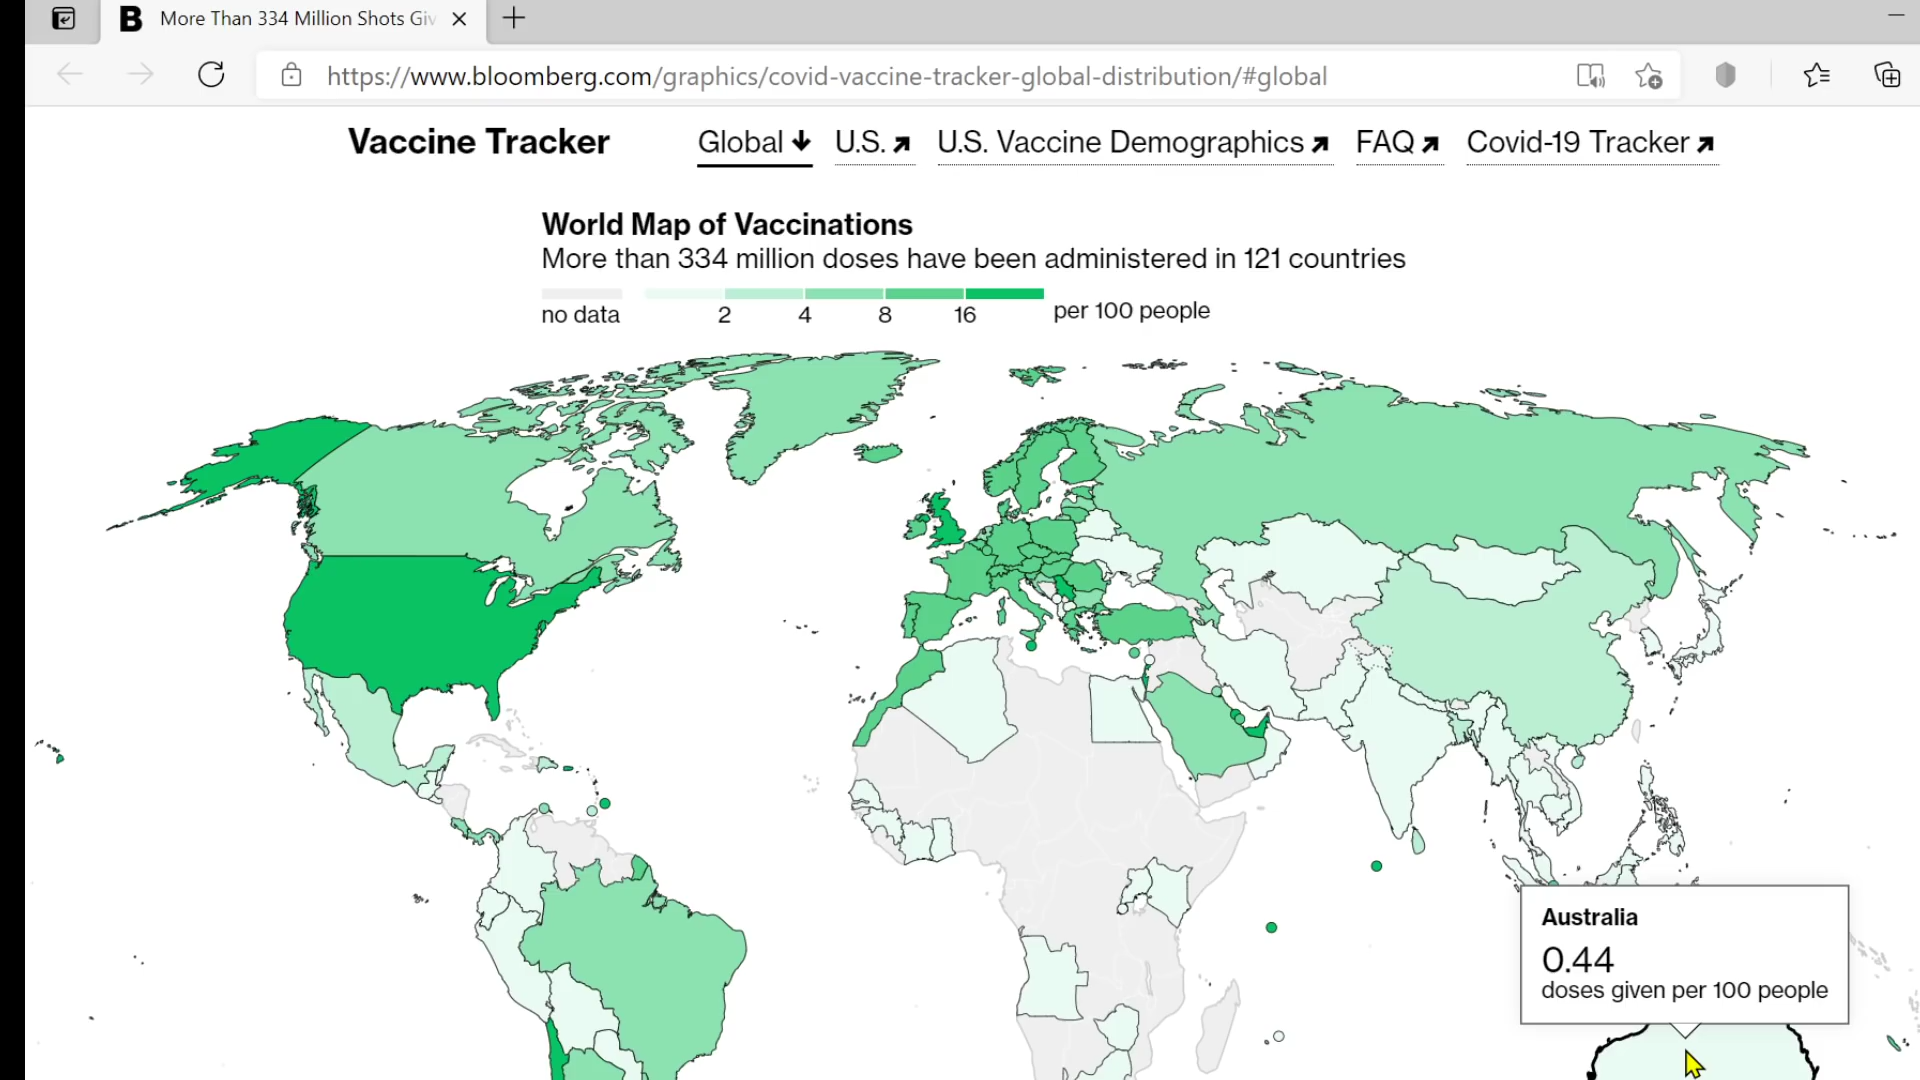 B More Than 334 Million Shots Giv
https://www.bloomberg.com/graphics/covid-vaccine-tracker-global-distribution/#global
Vaccine Tracker Global U.S. U.S. Vaccine Demographics FAQ Covid-19 Tracker
World Map of Vaccinations
More than 334 million doses have been administered in 121 countries
no data 2 4 8 16 per 100 people
Australia
0.44
doses given per 100 people